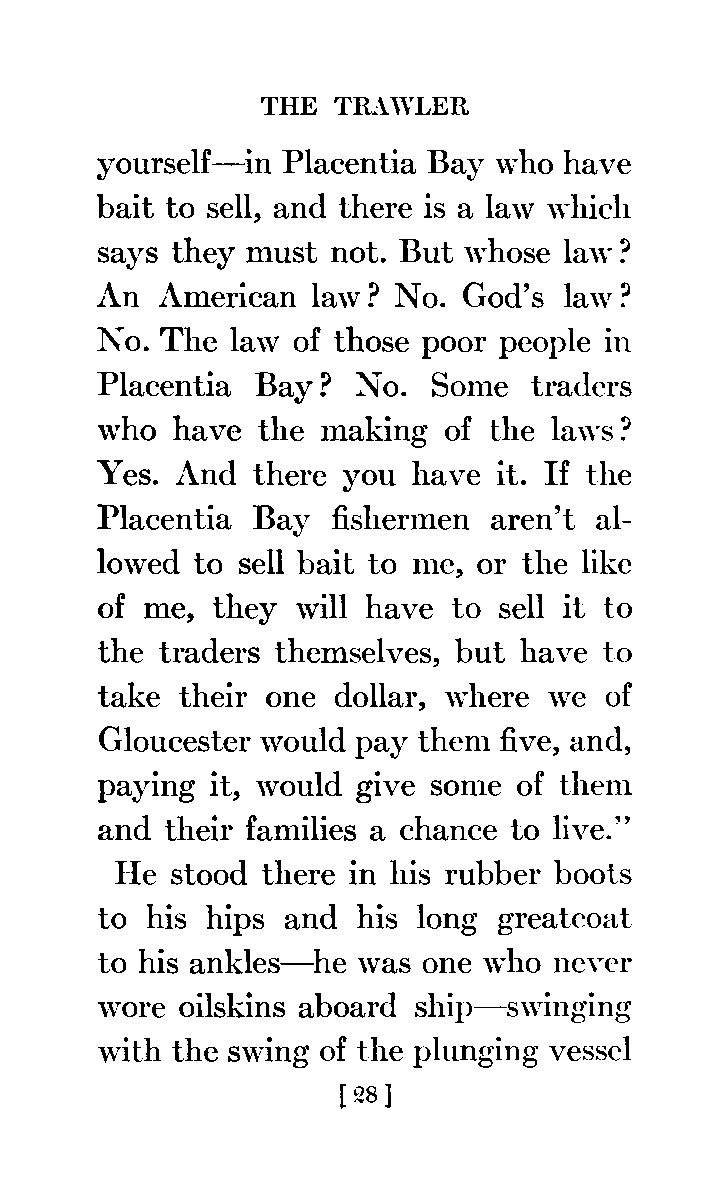 THE TRAWLER
yourself—in Placentia Bay who have
bait to sell, and there is a law which
says they must not. But whose law?
An American law? No. God's law?
No. The law of those poor people in
Placentia Bay? No. Some traders
who have the making of the laws?
Yes. And there you have it. If the
Placentia Bay fishermen aren't al-
lowed to sell bait to me, or the like
of me, they will have to sell it to
the traders themselves, but have to
take their one dollar, where we of
Gloucester would pay them five, and,
paying it, would give some of them
and their families a chance to live."
He stood there in his rubber boots
to his hips and his long greatcoat
to his ankles—he was one who never
wore oilskins aboard ship—swinging
with the swing of the plunging vessel
[28]